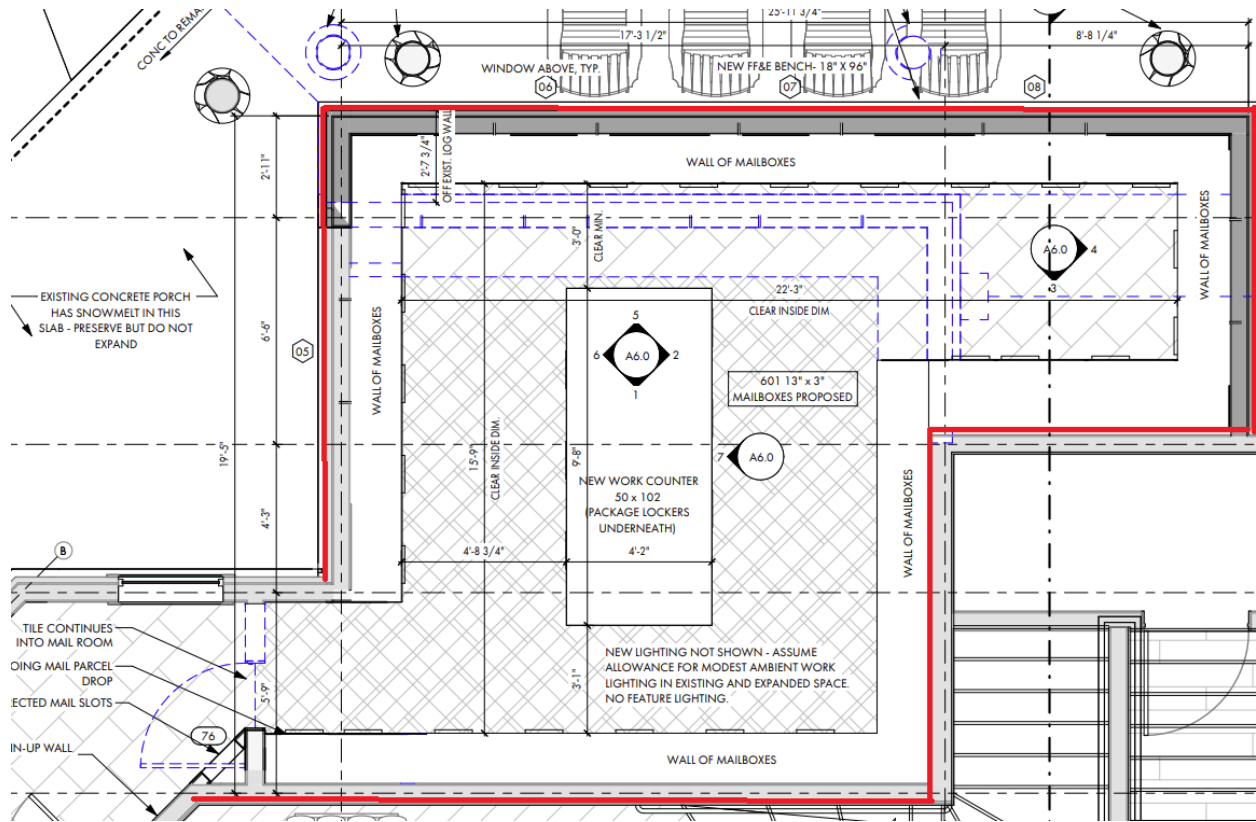 25'-11 3/4"
17'-3 1/2"
8'-8 1/4"
CONC TO
WINDOW ABOVE, TYP.
NEW FF&E BENCH- 18" X 96"
06
07
08
2'-11"
2'-7 3/4"
OFF EXIST. LOG WALL
WALL OF MAILBOXES
WALL OF MAILBOXES
3'-0"
CLEAR MIN.
A6.0
4
3
EXISTING CONCRETE PORCH
HAS SNOWMELT IN THIS
SLAB - PRESERVE BUT DO NOT
EXPAND
22'-3"
CLEAR INSIDE DIM
6'-6"
05
WALL OF MAILBOXES
5
6
A6.0
2
1
601 13" x 3"
MAILBOXES PROPOSED
19'-5"
15'-9"
CLEAR INSIDE DIM.
9'-8"
7
A6.0
NEW WORK COUNTER
50 x 102
(PACKAGE LOCKERS
UNDERNEATH)
WALL OF MAILBOXES
4'-3"
B
4'-8 3/4"
4'-2"
TILE CONTINUES
INTO MAIL ROOM
OING MAIL PARCEL
DROP
RECTED MAIL SLOTS
5'-9"
76
IN-UP WALL
3'-1"
NEW LIGHTING NOT SHOWN - ASSUME
ALLOWANCE FOR MODEST AMBIENT WORK
LIGHTING IN EXISTING AND EXPANDED SPACE.
NO FEATURE LIGHTING.
WALL OF MAILBOXES